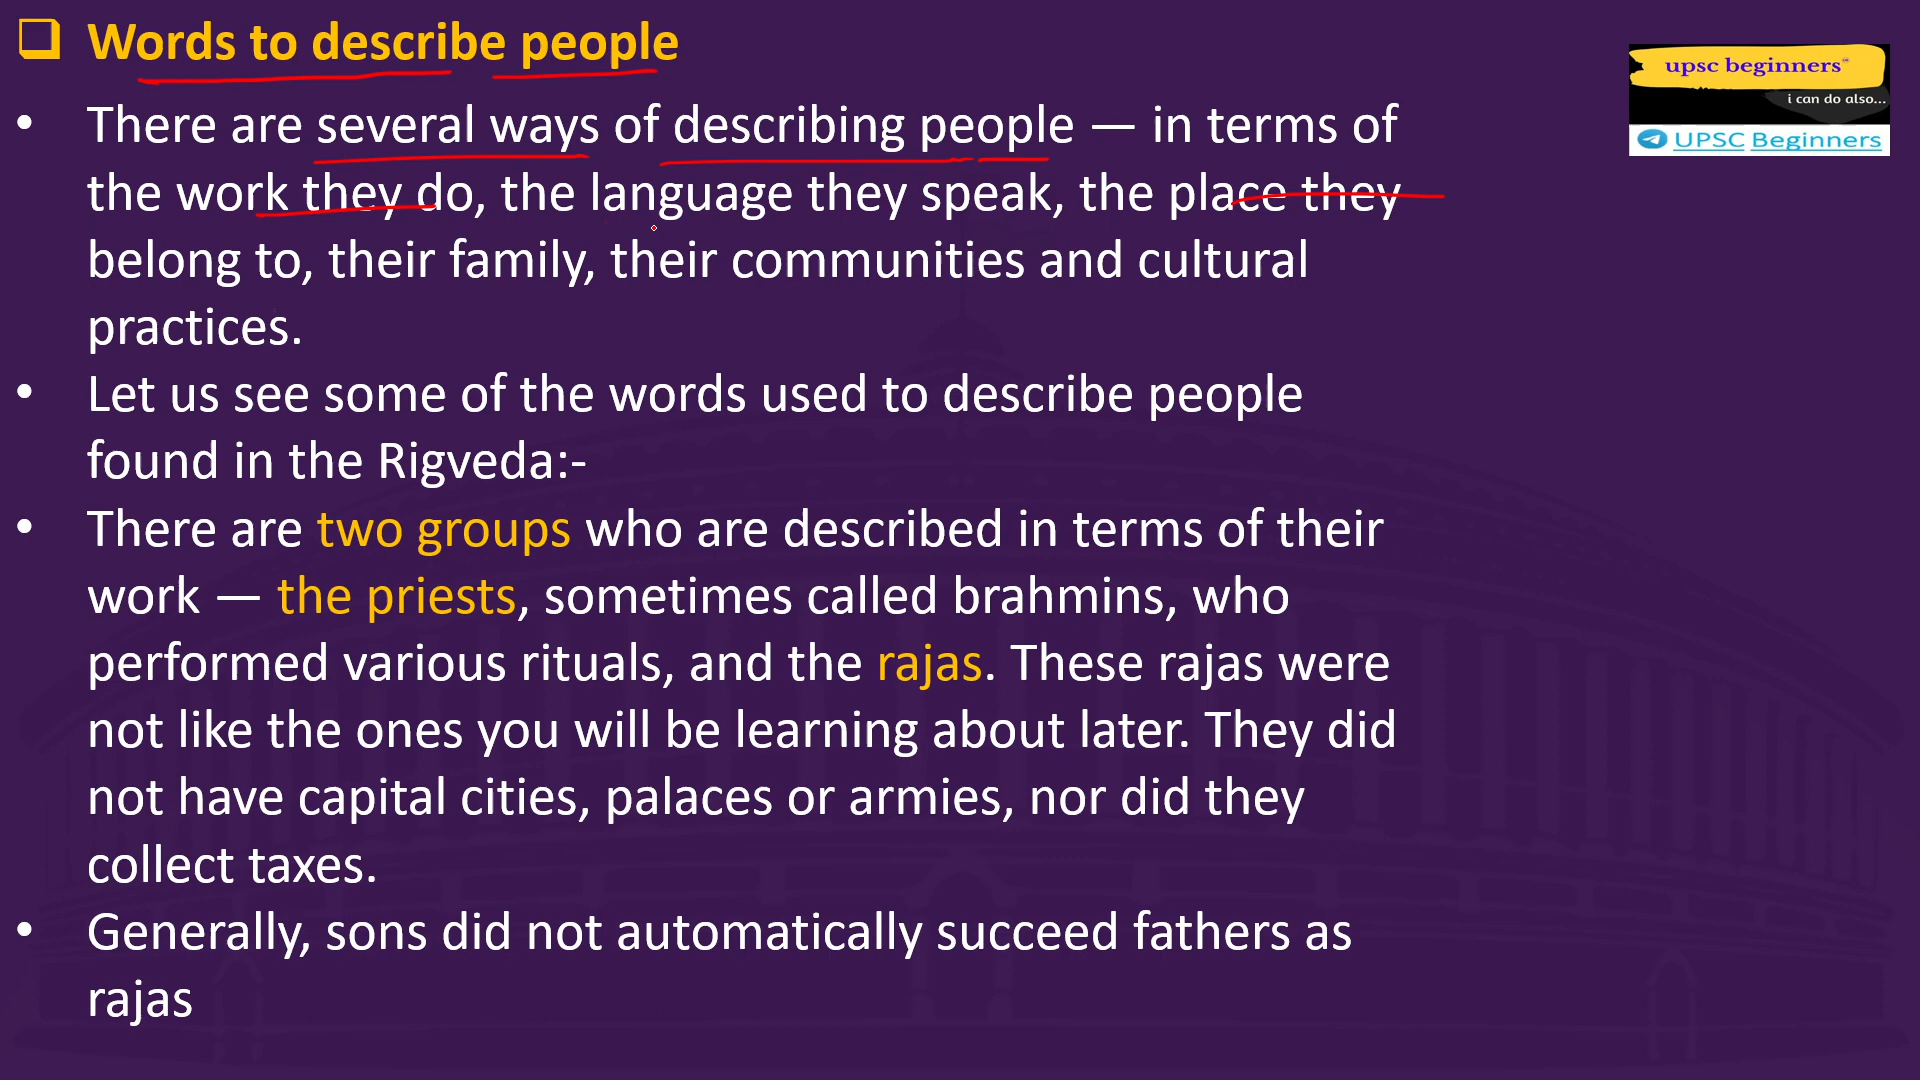 Words to describe people
• There are several ways of describing people — in terms of
the work they do, the language they speak, the place they
belong to, their family, their communities and cultural
practices.
• Let us see some of the words used to describe people
found in the Rigveda:-
• There are two groups who are described in terms of their
work — the priests, sometimes called brahmins, who
performed various rituals, and the rajas. These rajas were
not like the ones you will be learning about later. They did
not have capital cities, palaces or armies, nor did they
collect taxes.
• Generally, sons did not automatically succeed fathers as
rajas
upsc beginners
i can do also...
UPSC Beginners